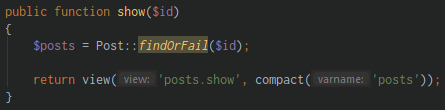 public function show($id)
{
$posts = Post::findOrFail($id);
return view( view: 'posts.show', compact( varname: 'posts'));
}